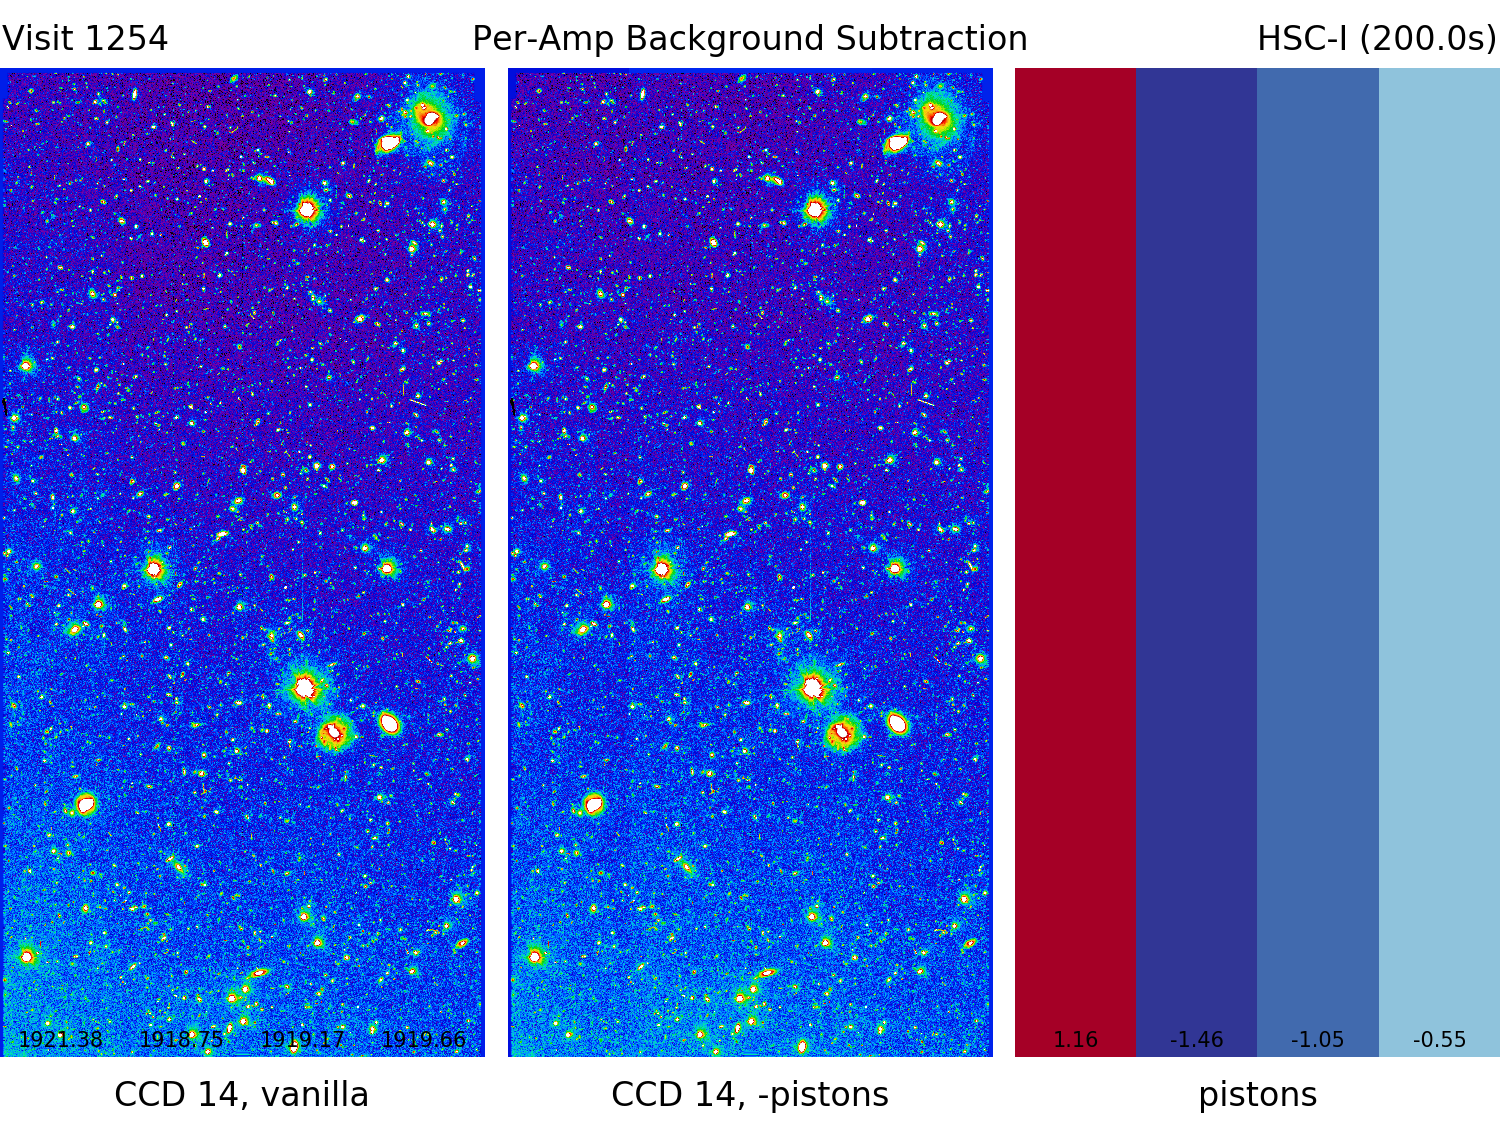 Visit 1254 Per-Amp Background Subtraction HSC-I (200.0s)
1921.38 1918.75 1919.17 1919.66 1.16 -1.46 -1.05 -0.55
CCD 14, vanilla CCD 14, -pistons pistons